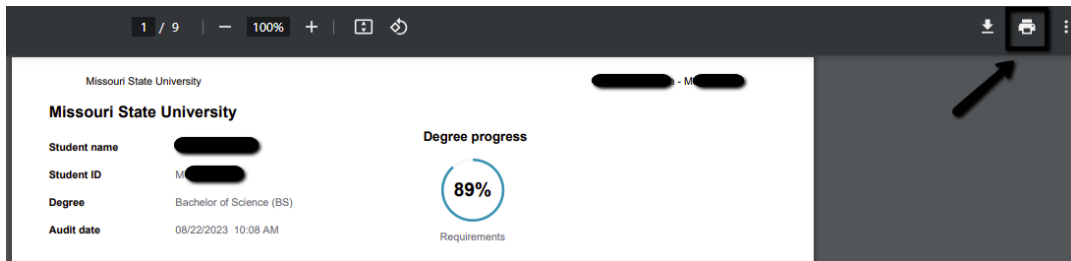 1 / 9 | — 100% + |
Missouri State University - M
Missouri State University
Degree progress
Student name
Student ID M
89%
Degree Bachelor of Science (BS)
Audit date 08/22/2023 10:08 AM
Requirements